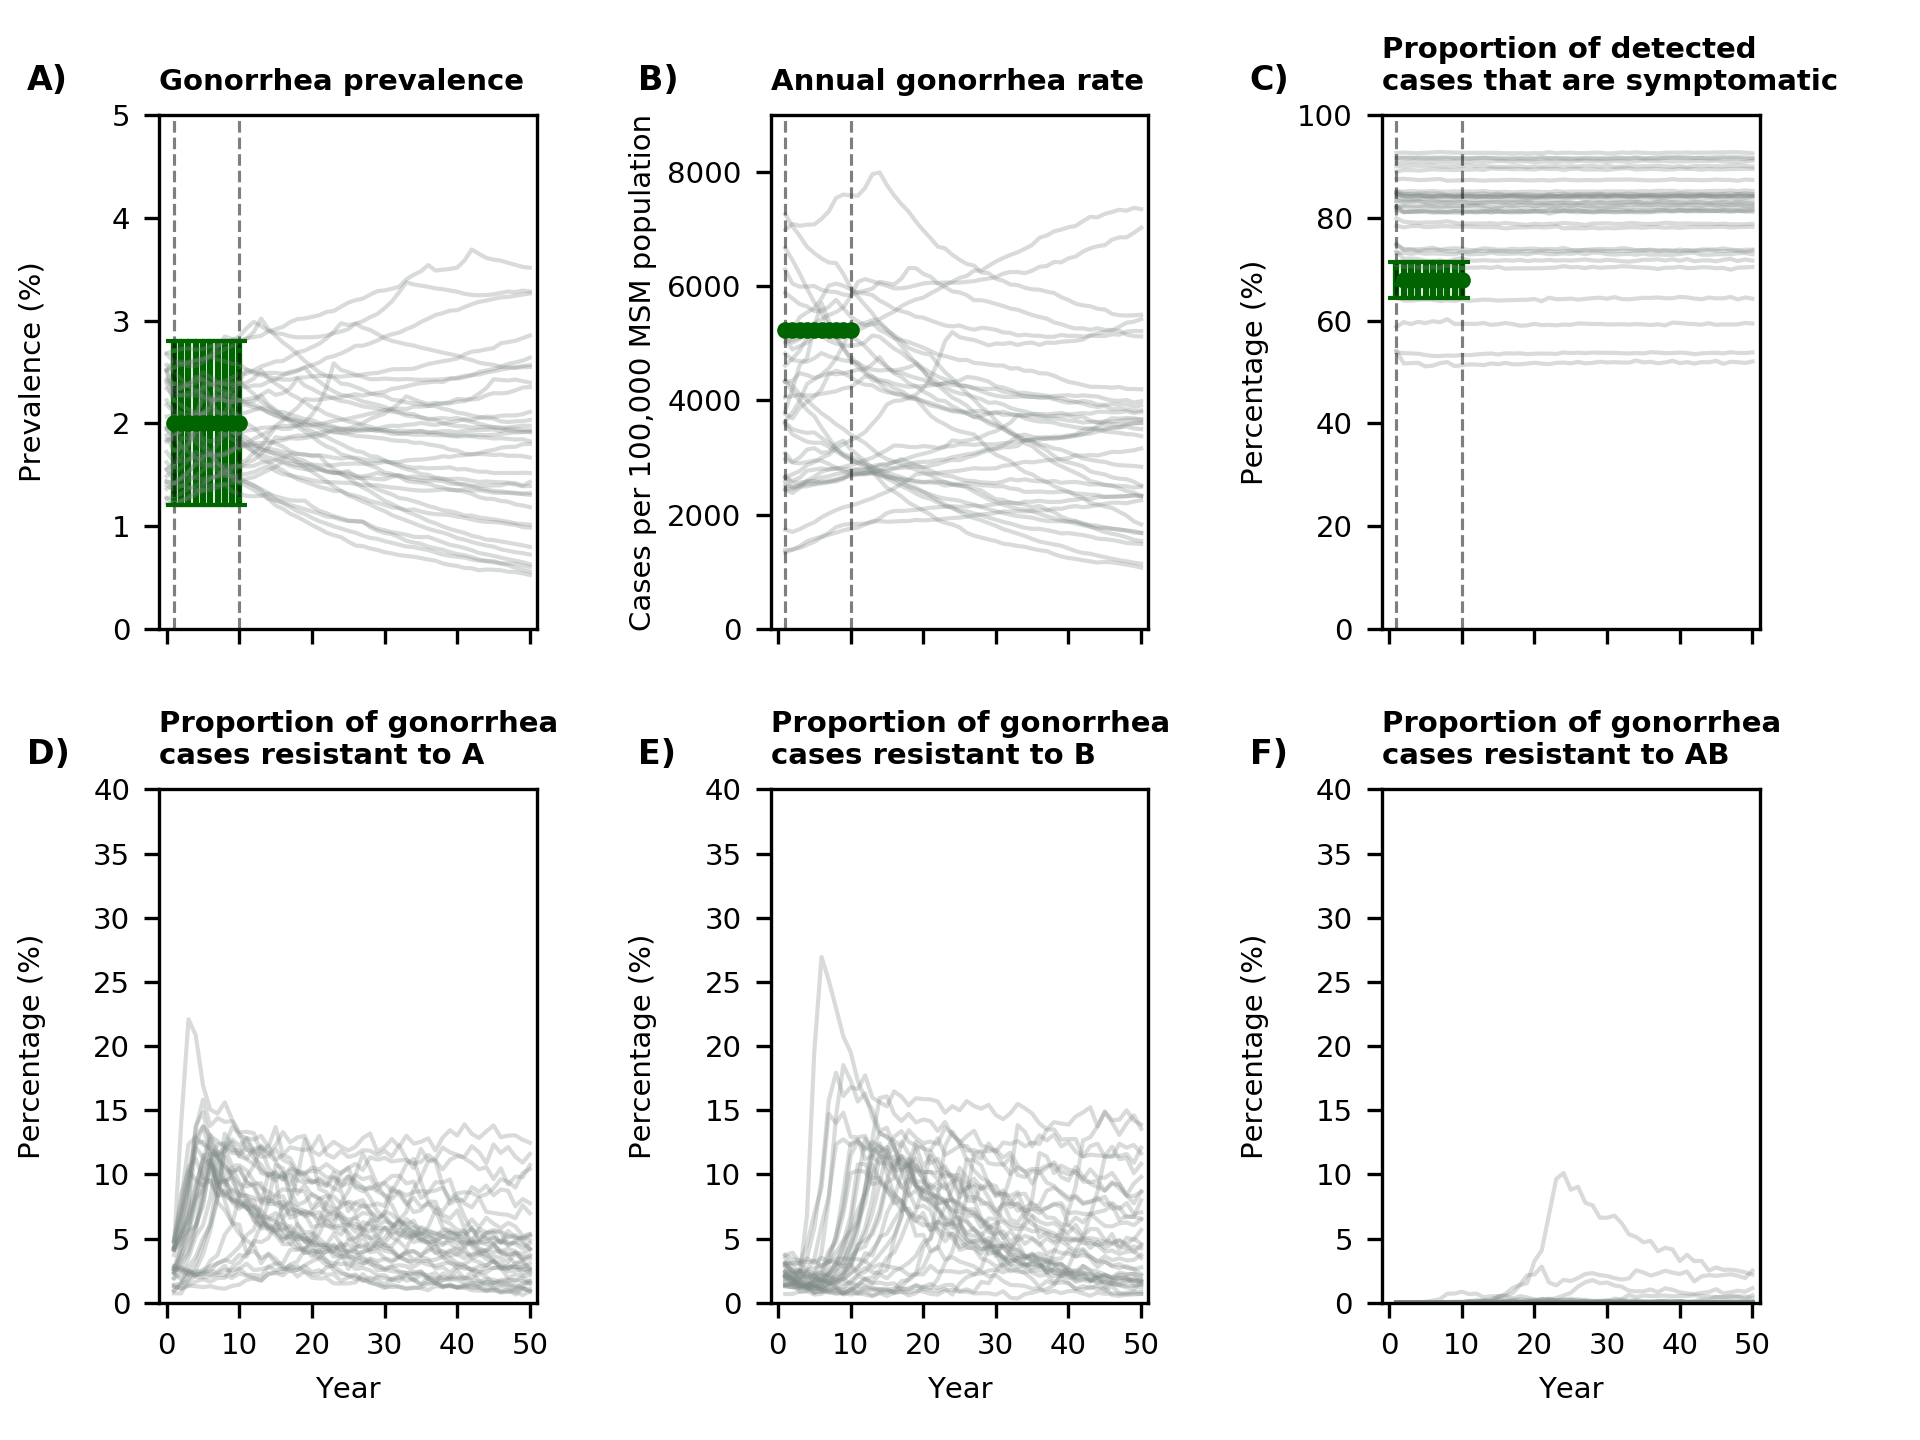 A)
Gonorrhea prevalence
Prevalence (%)
5
4
3
2
1
0
B)
Annual gonorrhea rate
Cases per 100,000 MSM population
8000
6000
4000
2000
0
C)
Proportion of detected
cases that are symptomatic
Percentage (%)
100
80
60
40
20
0
D)
Proportion of gonorrhea
cases resistant to A
Percentage (%)
40
35
30
25
20
15
10
5
0
0 10 20 30 40 50
Year
E)
Proportion of gonorrhea
cases resistant to B
Percentage (%)
40
35
30
25
20
15
10
5
0
0 10 20 30 40 50
Year
F)
Proportion of gonorrhea
cases resistant to AB
Percentage (%)
40
35
30
25
20
15
10
5
0
0 10 20 30 40 50
Year